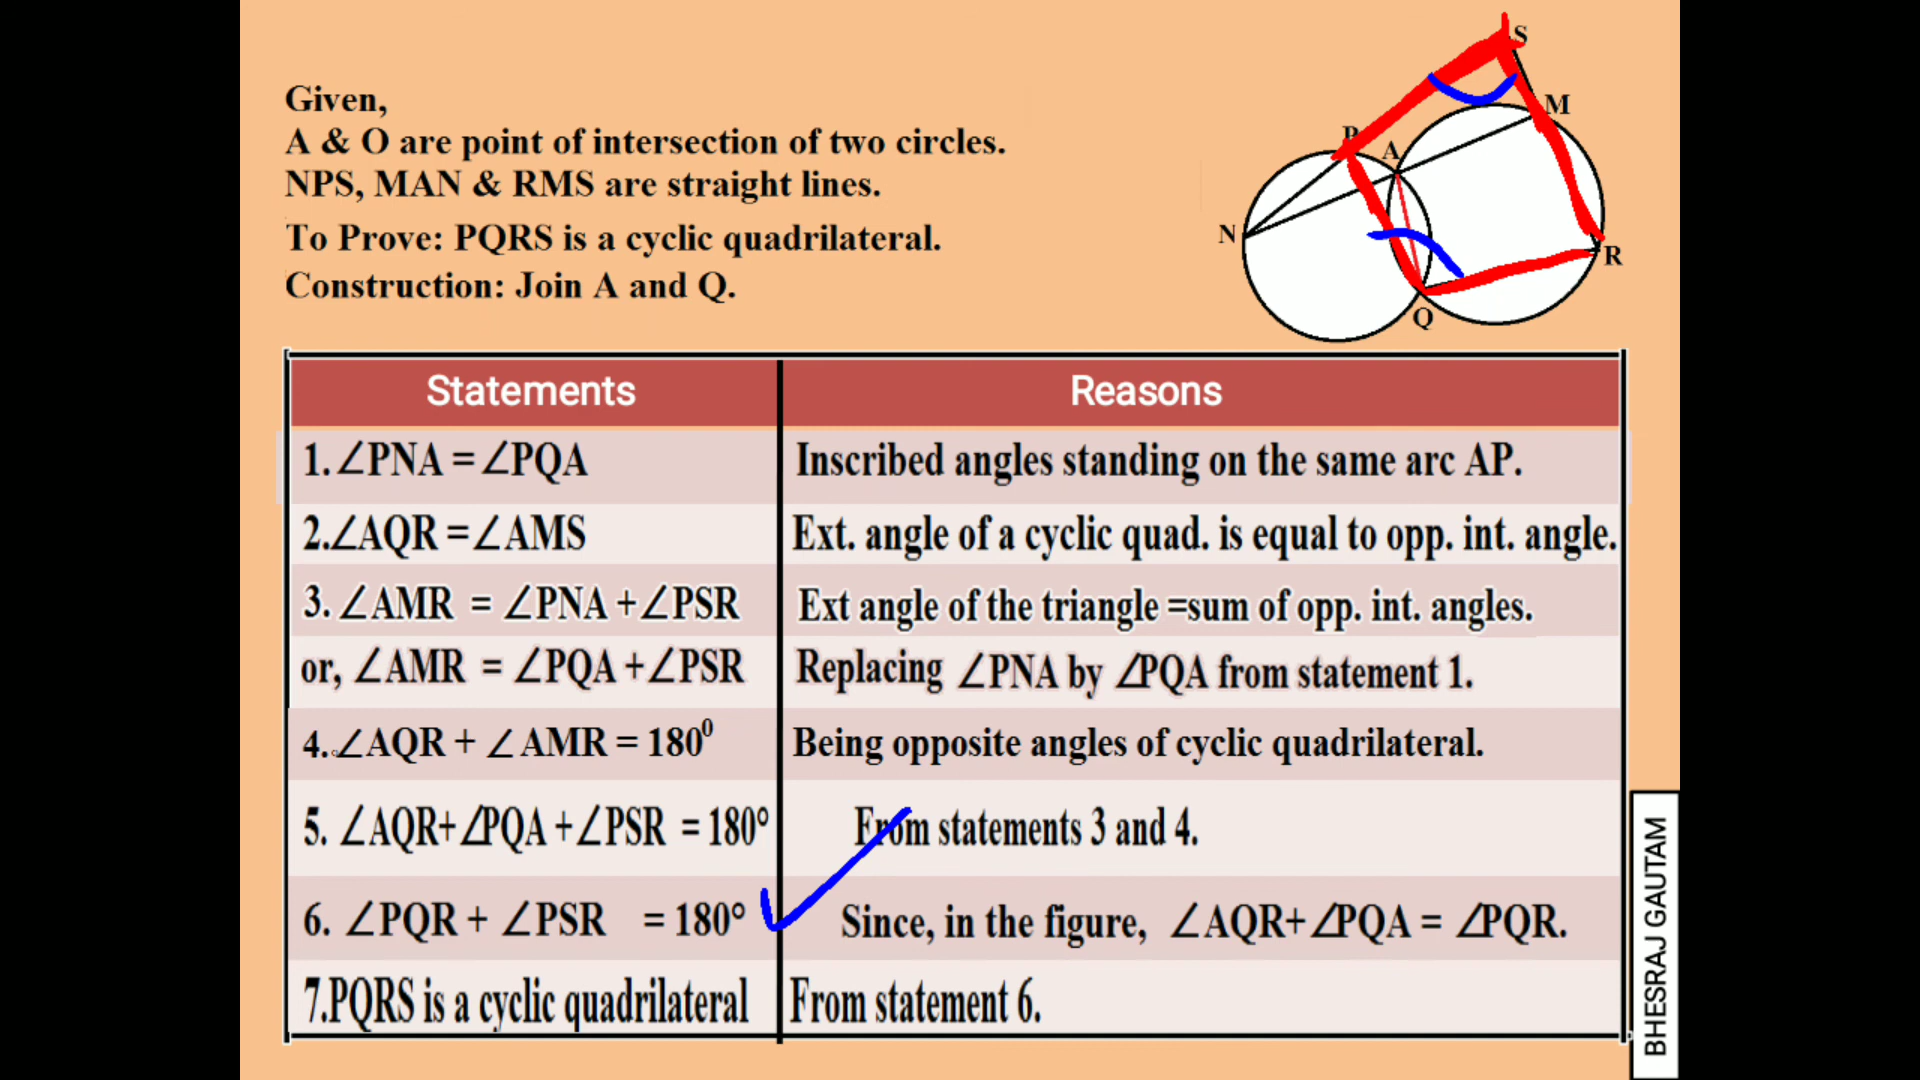 Given,
A & O are point of intersection of two circles.
NPS, MAN & RMS are straight lines.
To Prove: PQRS is a cyclic quadrilateral.
Construction: Join A and Q.
S
M
P
A
N
R
Q
Statements Reasons
1.∠PNA = ∠PQA Inscribed angles standing on the same arc AP.
2.∠AQR = ∠AMS Ext. angle of a cyclic quad. is equal to opp. int. angle.
3. ∠AMR = ∠PNA + ∠PSR Ext angle of the triangle =sum of opp. int. angles.
or, ∠AMR = ∠PQA + ∠PSR Replacing ∠PNA by ∠PQA from statement 1.
4. ∠AQR + ∠AMR = 180⁰ Being opposite angles of cyclic quadrilateral.
5. ∠AQR+∠PQA +∠PSR = 180° From statements 3 and 4.
6. ∠PQR + ∠PSR = 180° Since, in the figure, ∠AQR+∠PQA = ∠PQR.
7.PQRS is a cyclic quadrilateral From statement 6.
BHESRAJ GAUTAM